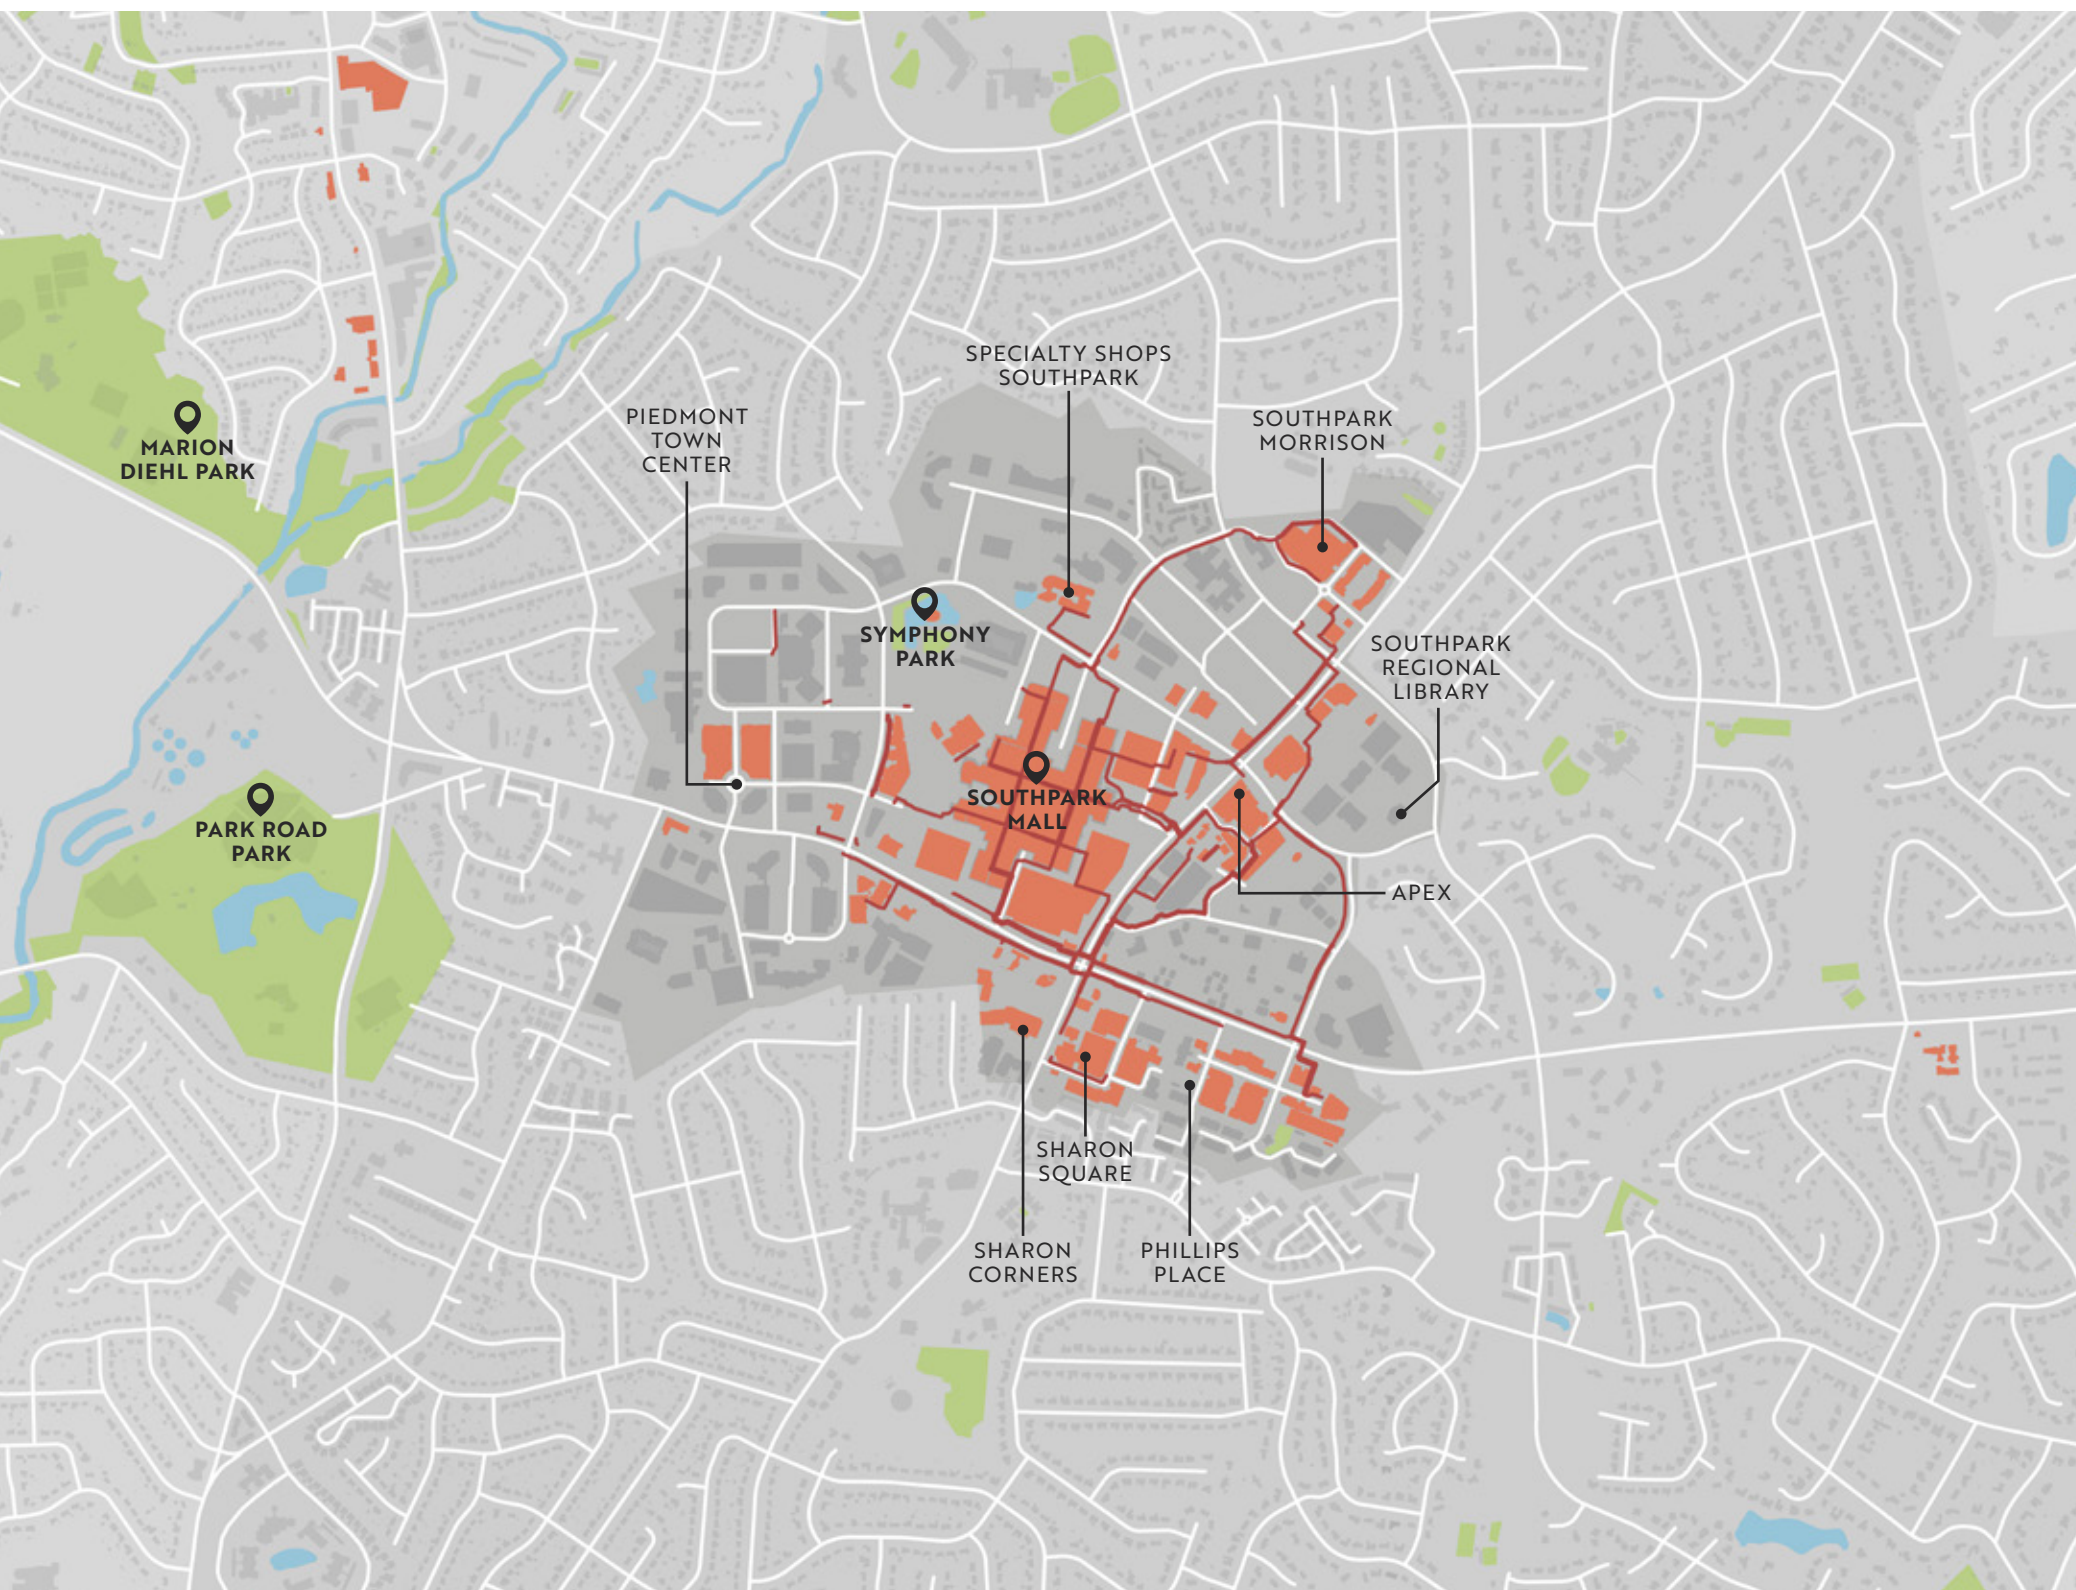 SPECIALTY SHOPS
SOUTHPARK
PIEDMONT
TOWN
CENTER
SOUTHPARK
MORRISON
MARION
DIEHL PARK
SYMPHONY
PARK
SOUTHPARK
REGIONAL
LIBRARY
SOUTHPARK
MALL
PARK ROAD
PARK
APEX
SHARON
SQUARE
SHARON
CORNERS
PHILLIPS
PLACE